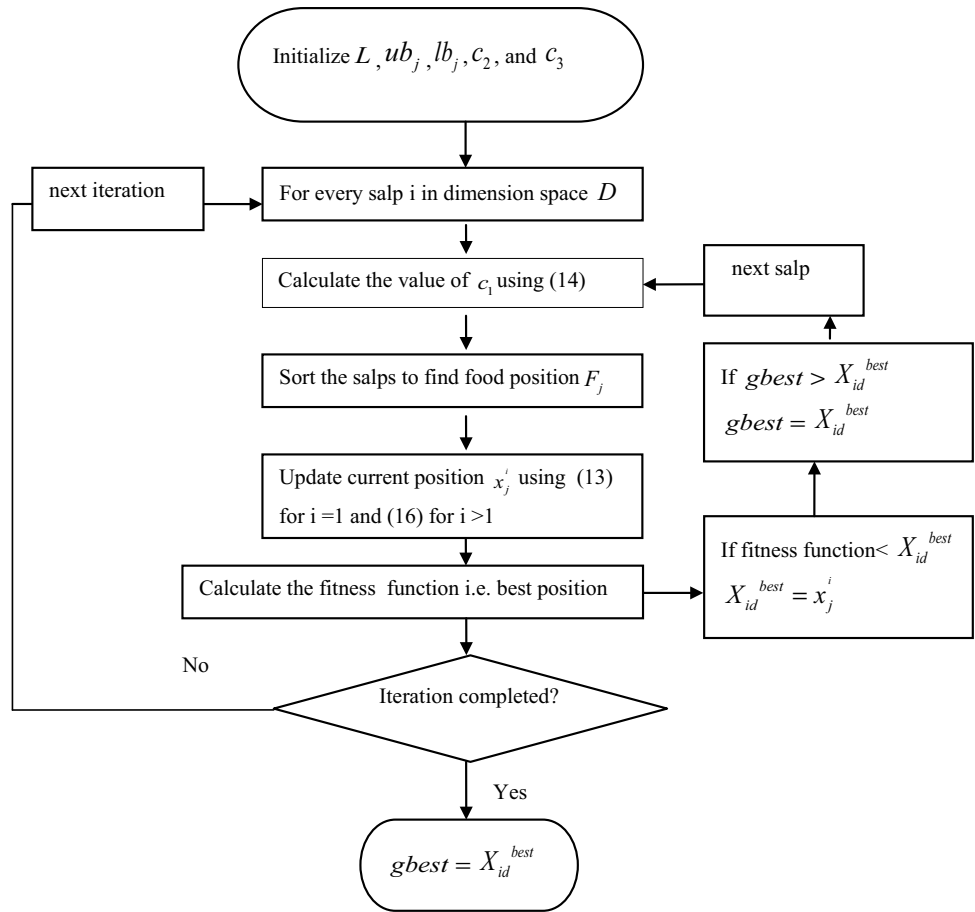 Initialize L , ub_j , lb_j , c_2 , and c_3
next iteration
For every salp i in dimension space D
Calculate the value of c_1 using (14)
next salp
Sort the salps to find food position F_j
If gbest > X_id^best
gbest = X_id^best
Update current position x_j^i using (13)
for i =1 and (16) for i >1
If fitness function< X_id^best
X_id^best = x_j^i
Calculate the fitness function i.e. best position
No
Iteration completed?
Yes
gbest = X_id^best